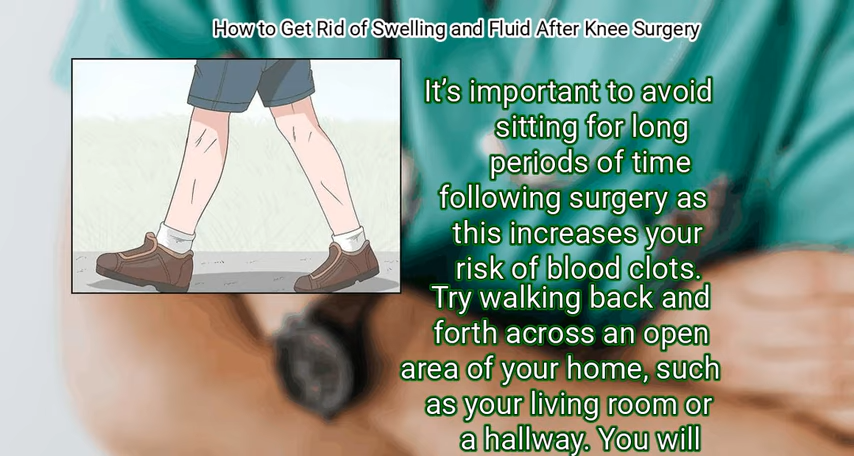 How to Get Rid of Swelling and Fluid After Knee Surgery
It’s important to avoid
sitting for long
periods of time
following surgery as
this increases your
risk of blood clots.
Try walking back and
forth across an open
area of your home, such
as your living room or
a hallway. You will